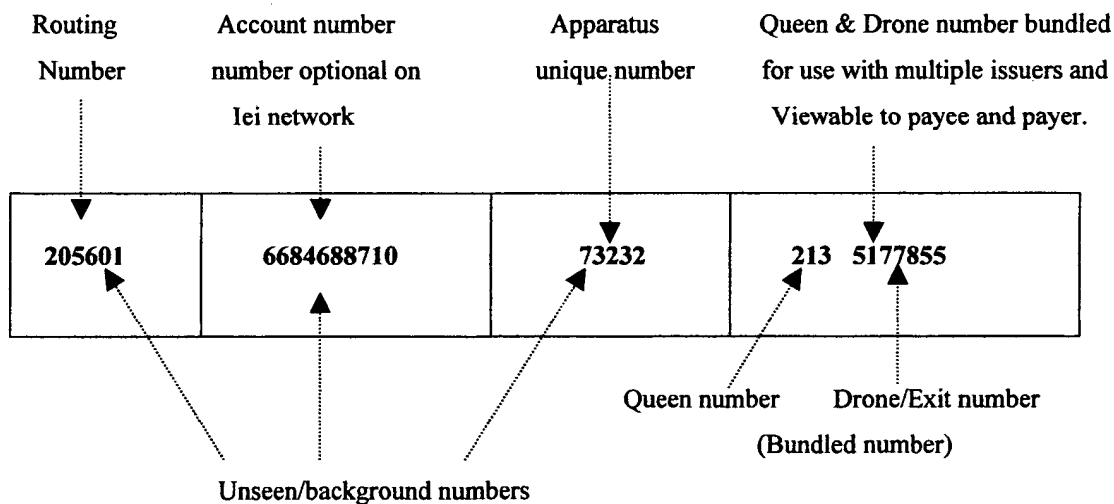 Routing
Number
Account number
number optional on
Iei network
Apparatus
unique number
Queen & Drone number bundled
for use with multiple issuers and
Viewable to payee and payer.
205601
6684688710
73232
213 5177855
Queen number
Drone/Exit number
(Bundled number)
Unseen/background numbers